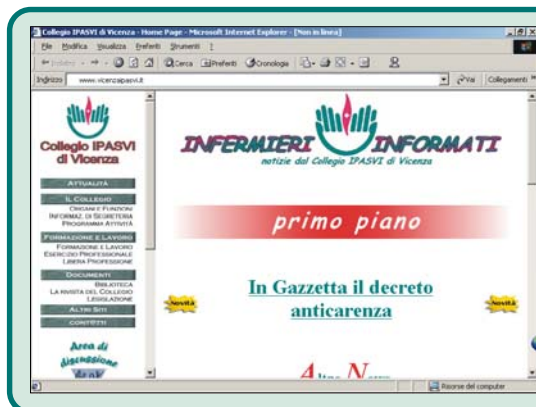 Collegio IPASVI di Vicenza - Home Page - Microsoft Internet Explorer - [Non in linea]
File Modifica Visualizza Preferiti Strumenti ?
Indietro Cerca Preferiti Cronologia
Indirizzo www.vicenzaipasvi.it Vai Collegamenti »
Collegio IPASVI
di Vicenza
ATTUALITÀ
IL COLLEGIO
ORGANI E FUNZIONI
INFORMAZ. DI SEGRETERIA
PROGRAMMA ATTIVITÀ
FORMAZIONE E LAVORO
FORMAZIONE E LAVORO
ESERCIZIO PROFESSIONALE
LIBERA PROFESSIONE
DOCUMENTI
BIBLIOTECA
LA RIVISTA DEL COLLEGIO
LEGISLAZIONE
ALTRI SITI
CONTATTI
Area di
discussione
INFERMIERI INFORMATI
notizie dal Collegio IPASVI di Vicenza
primo piano
In Gazzetta il decreto
anticarenza
Novità
Novità
Risorse del computer